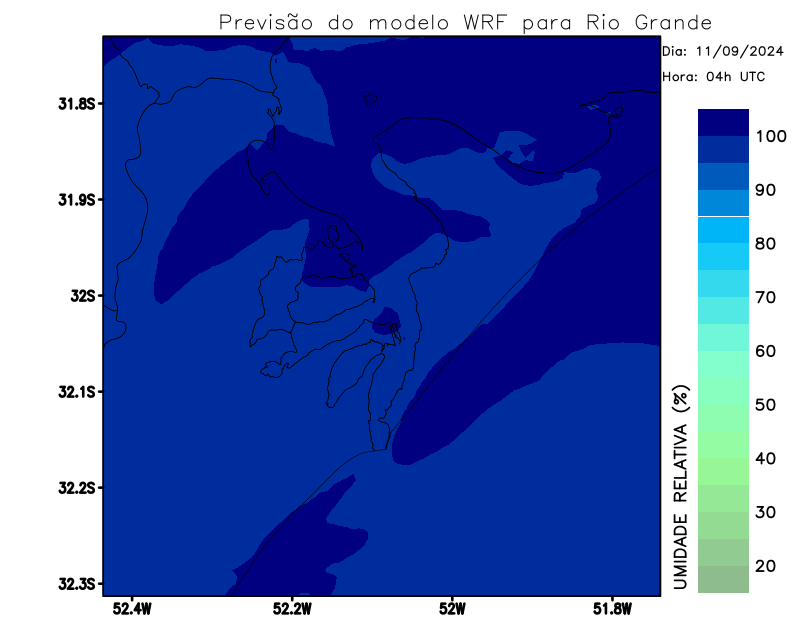 Previsão do modelo WRF para Rio Grande
Dia: 11/09/2024
Hora: 04h UTC
31.8S
31.9S
32S
32.1S
32.2S
32.3S
52.4W
52.2W
52W
51.8W
UMIDADE RELATIVA (%)
100
90
80
70
60
50
40
30
20